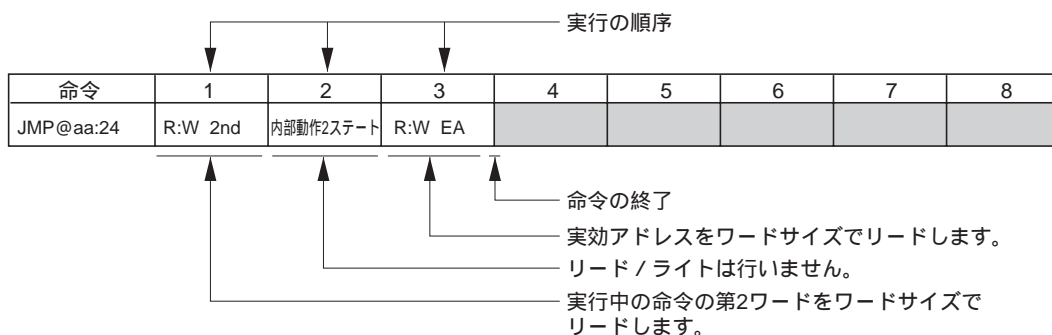 実行の順序
命令 1 2 3 4 5 6 7 8
JMP@aa:24 R:W 2nd 内部動作2ステート R:W EA
命令の終了
実効アドレスをワードサイズでリードします。
リード / ライトは行いません。
実行中の命令の第2ワードをワードサイズで
リードします。